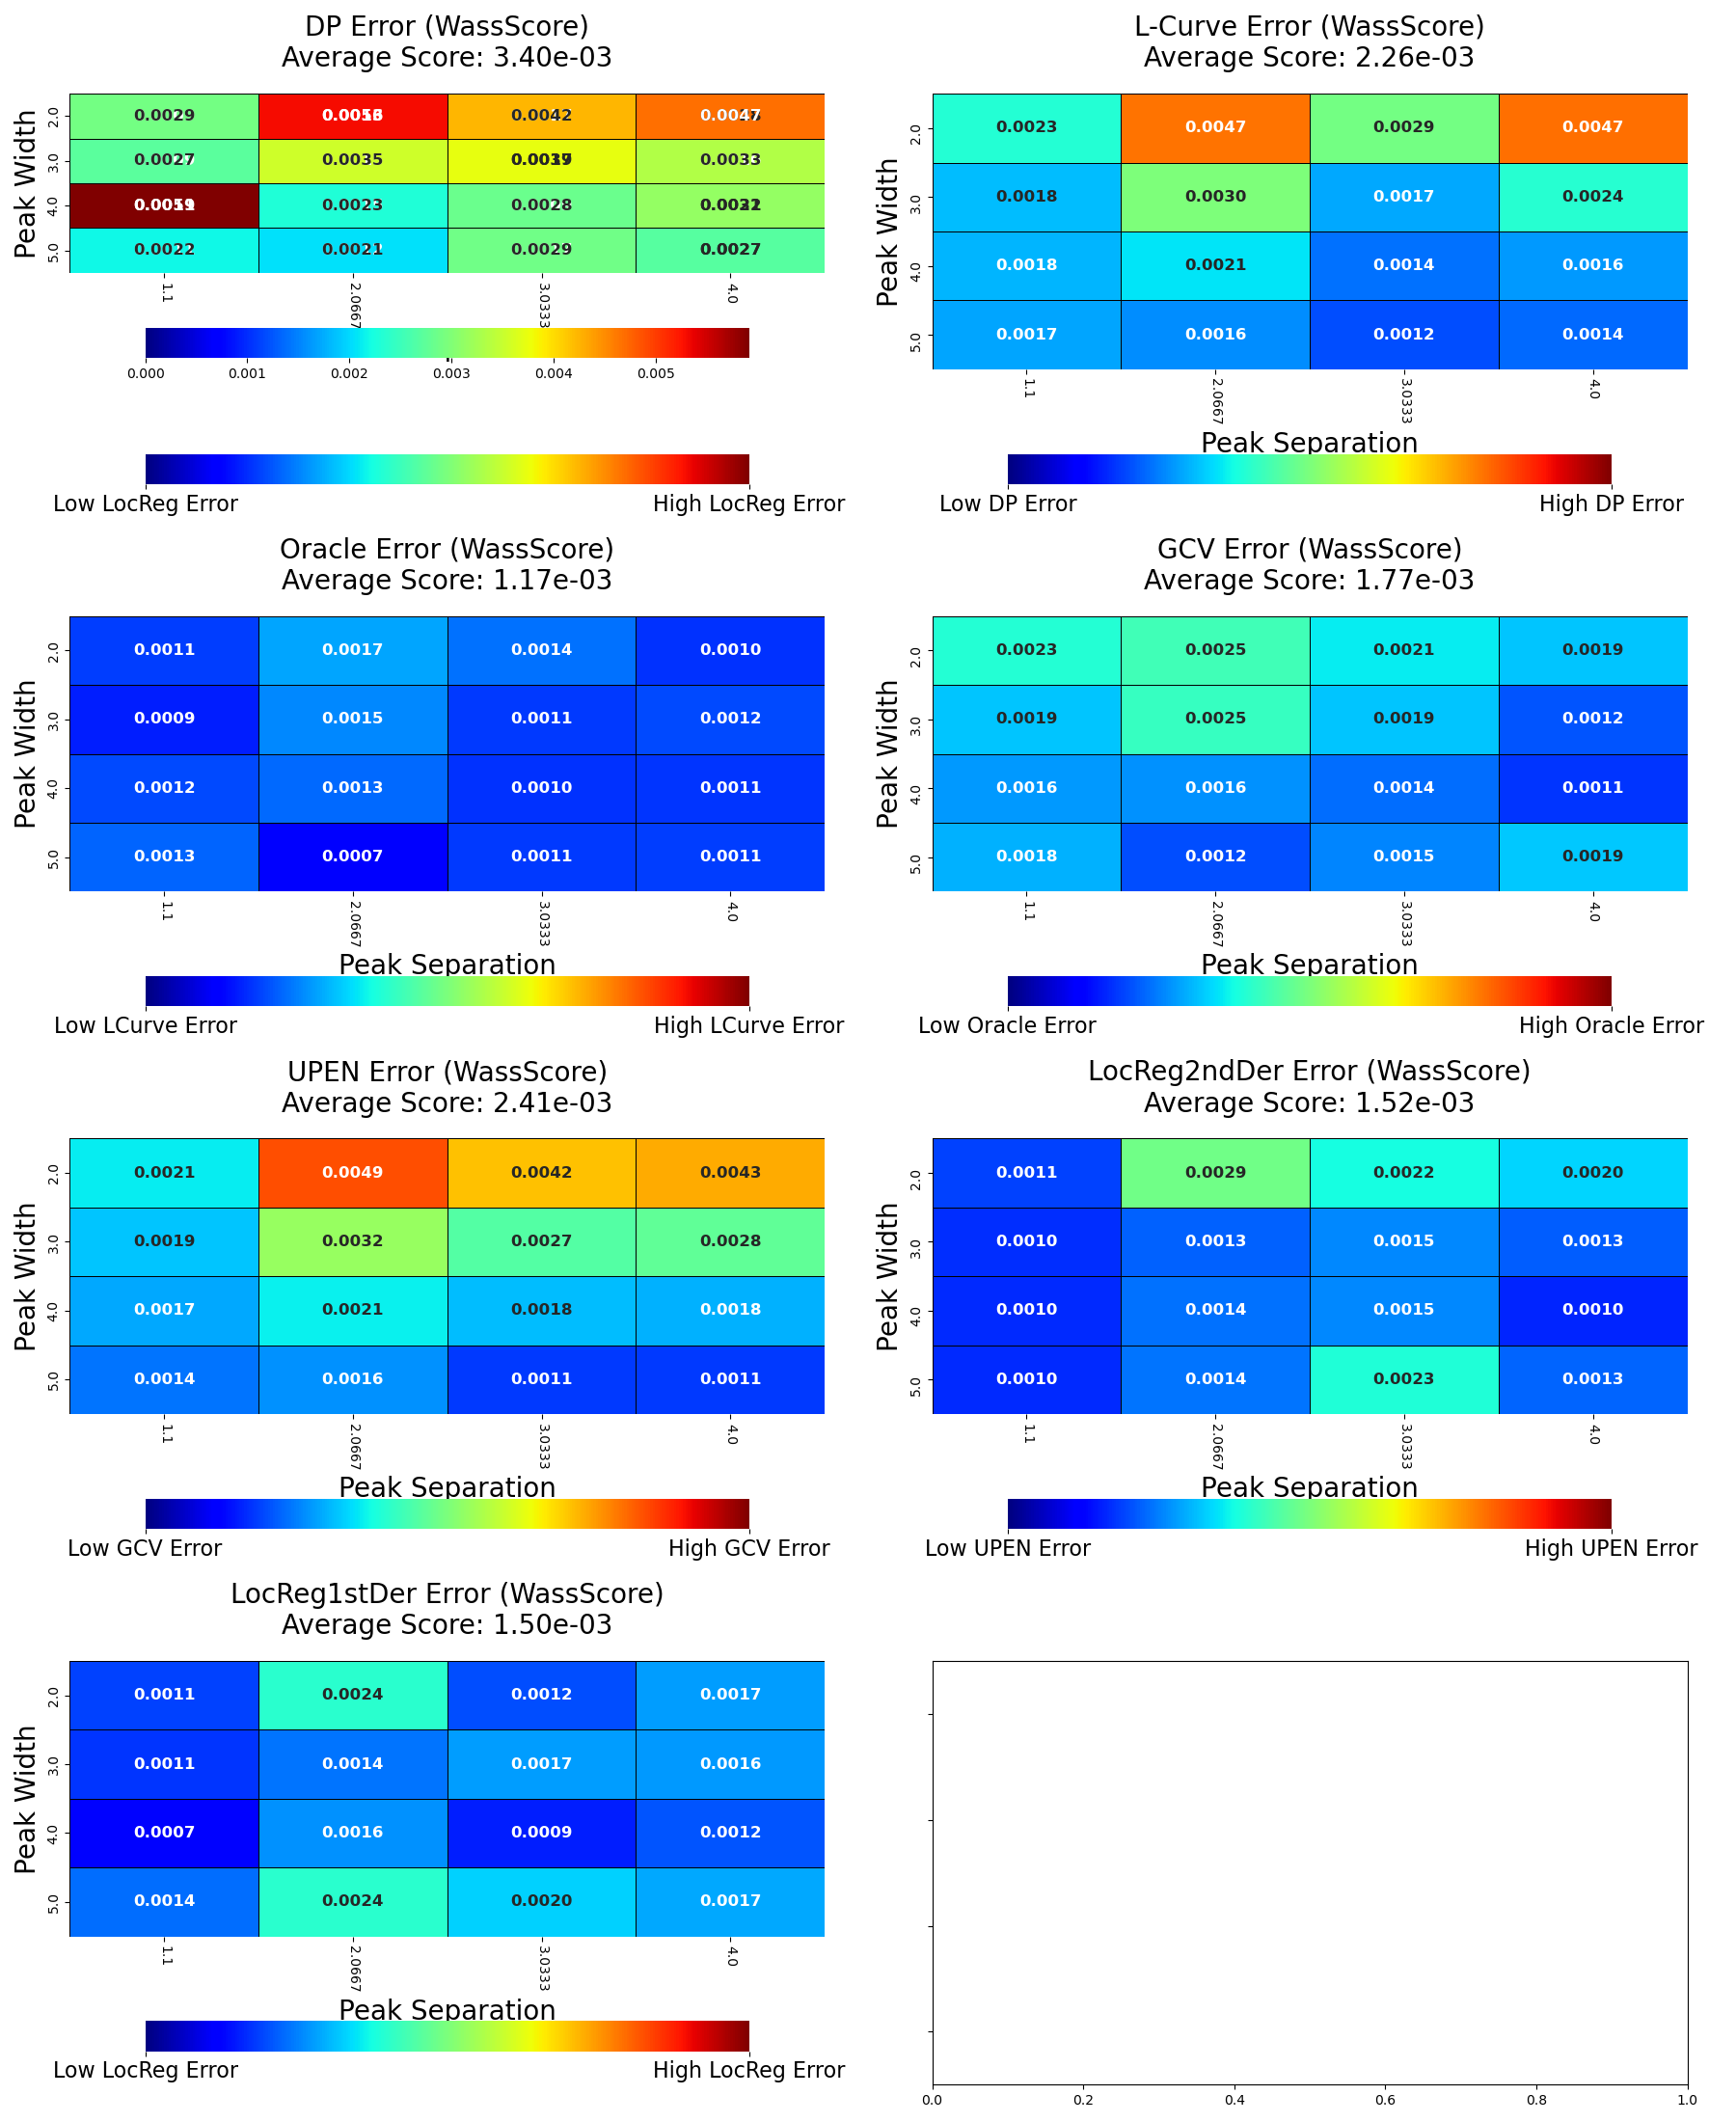 DP Error (WassScore)
Average Score: 3.40e-03
Peak Width
2.0 0.0029 0.0042 0.0047
3.0 0.0027 0.0035 0.0033
4.0 0.0023 0.0028
5.0 0.0022 0.0021 0.0029 0.0027
1.1 2.0667 3.0333 4.0
0.000 0.001 0.002 0.003 0.004 0.005
Low LocReg Error High LocReg Error
L-Curve Error (WassScore)
Average Score: 2.26e-03
Peak Width
2.0 0.0023 0.0047 0.0029 0.0047
3.0 0.0018 0.0030 0.0017 0.0024
4.0 0.0018 0.0021 0.0014 0.0016
5.0 0.0017 0.0016 0.0012 0.0014
1.1 2.0667 3.0333 4.0
Peak Separation
Low DP Error High DP Error
Oracle Error (WassScore)
Average Score: 1.17e-03
Peak Width
2.0 0.0011 0.0017 0.0014 0.0010
3.0 0.0009 0.0015 0.0011 0.0012
4.0 0.0012 0.0013 0.0010 0.0011
5.0 0.0013 0.0007 0.0011 0.0011
1.1 2.0667 3.0333 4.0
Peak Separation
Low LCurve Error High LCurve Error
GCV Error (WassScore)
Average Score: 1.77e-03
Peak Width
2.0 0.0023 0.0025 0.0021 0.0019
3.0 0.0019 0.0025 0.0019 0.0012
4.0 0.0016 0.0016 0.0014 0.0011
5.0 0.0018 0.0012 0.0015 0.0019
1.1 2.0667 3.0333 4.0
Peak Separation
Low Oracle Error High Oracle Error
UPEN Error (WassScore)
Average Score: 2.41e-03
Peak Width
2.0 0.0021 0.0049 0.0042 0.0043
3.0 0.0019 0.0032 0.0027 0.0028
4.0 0.0017 0.0021 0.0018 0.0018
5.0 0.0014 0.0016 0.0011 0.0011
1.1 2.0667 3.0333 4.0
Peak Separation
Low GCV Error High GCV Error
LocReg2ndDer Error (WassScore)
Average Score: 1.52e-03
Peak Width
2.0 0.0011 0.0029 0.0022 0.0020
3.0 0.0010 0.0013 0.0015 0.0013
4.0 0.0010 0.0014 0.0015 0.0010
5.0 0.0010 0.0014 0.0023 0.0013
1.1 2.0667 3.0333 4.0
Peak Separation
Low UPEN Error High UPEN Error
LocReg1stDer Error (WassScore)
Average Score: 1.50e-03
Peak Width
2.0 0.0011 0.0024 0.0012 0.0017
3.0 0.0011 0.0014 0.0017 0.0016
4.0 0.0007 0.0016 0.0009 0.0012
5.0 0.0014 0.0024 0.0020 0.0017
1.1 2.0667 3.0333 4.0
Peak Separation
Low LocReg Error High LocReg Error
0.0 0.2 0.4 0.6 0.8 1.0